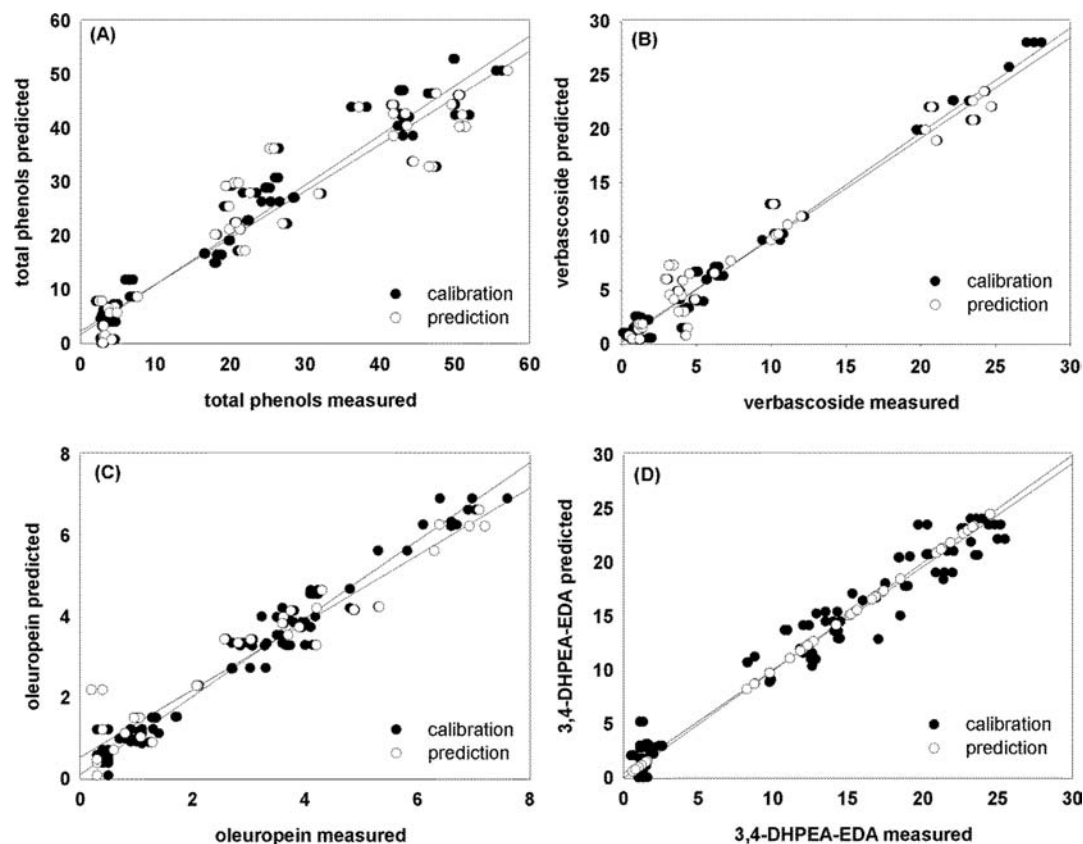 (A)
total phenols predicted
60
50
40
30
20
10
0
calibration
prediction
0 10 20 30 40 50 60
total phenols measured
(B)
verbascoside predicted
30
25
20
15
10
5
0
calibration
prediction
0 5 10 15 20 25 30
verbascoside measured
(C)
oleuropein predicted
8
6
4
2
0
calibration
prediction
0 2 4 6 8
oleuropein measured
(D)
3,4-DHPEA-EDA predicted
30
25
20
15
10
5
0
calibration
prediction
0 5 10 15 20 25 30
3,4-DHPEA-EDA measured